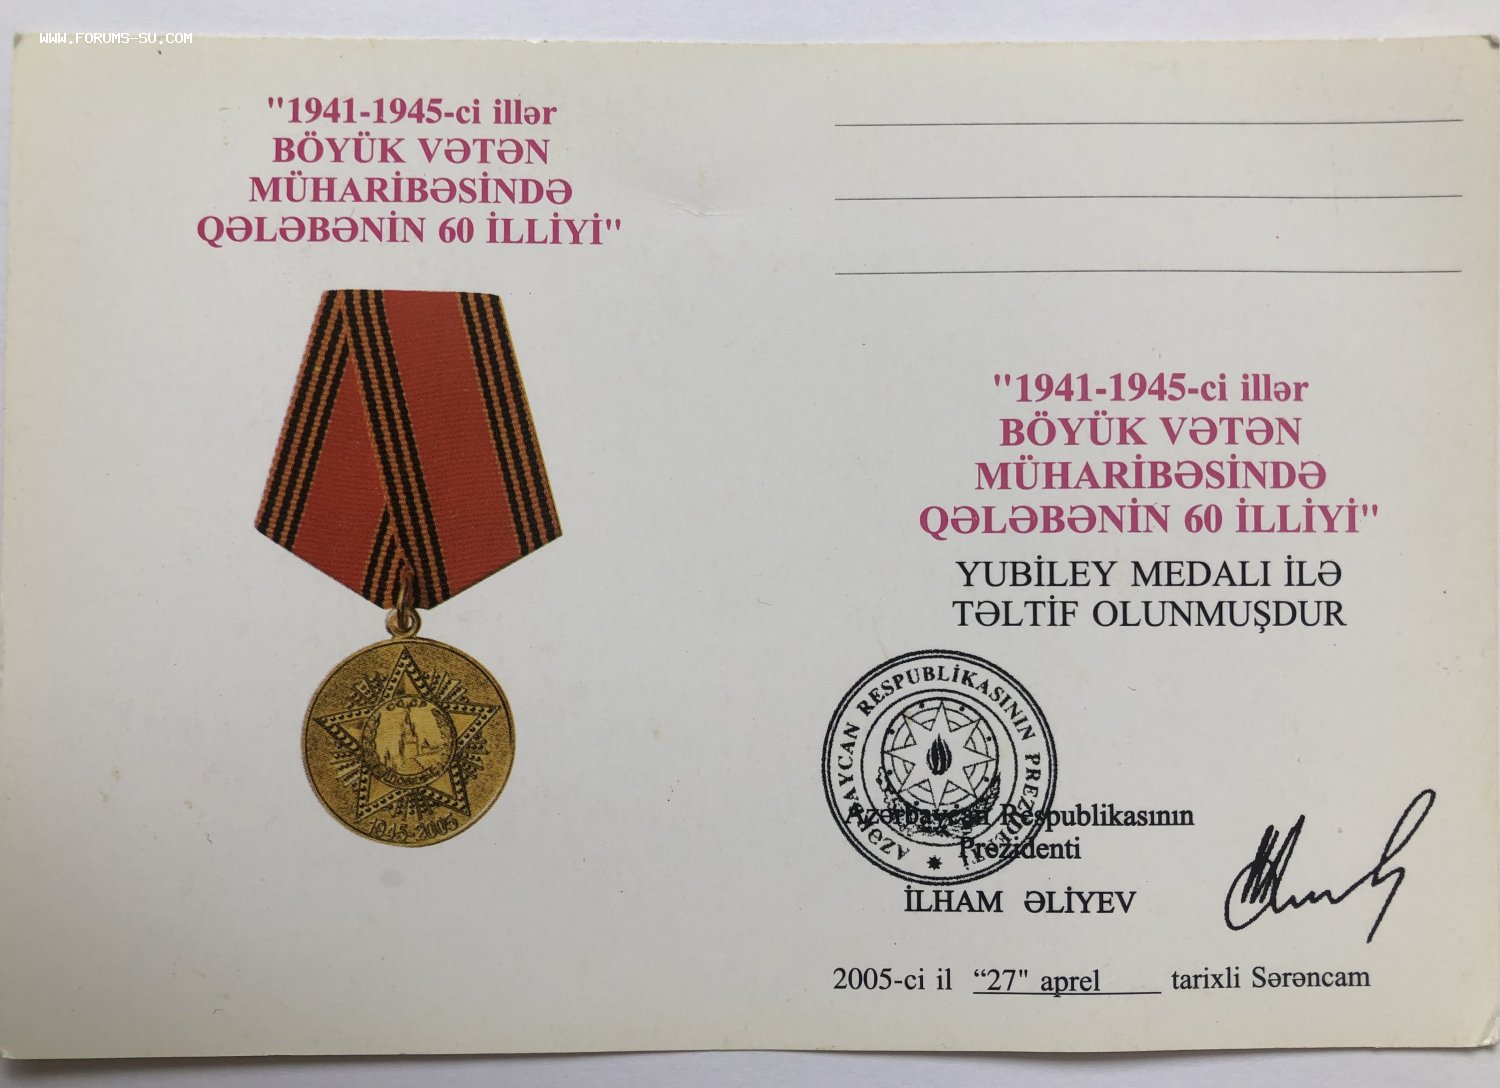 WWW.FORUMS-SU.COM
"1941-1945-ci illər
BÖYÜK VƏTƏN
MÜHARİBƏSİNDƏ
QƏLƏBƏNİN 60 İLLİYİ"
СССР
1945-2005
"1941-1945-ci illər
BÖYÜK VƏTƏN
MÜHARİBƏSİNDƏ
QƏLƏBƏNİN 60 İLLİYİ"
YUBİLEY MEDALI İLƏ
TƏLTİF OLUNMUŞDUR
AZƏRBAYCAN RESPUBLİKASININ PREZİDENTİ
Azərbaycan Respublikasının
Prezidenti
İLHAM ƏLİYEV
2005-ci il “27" aprel tarixli Sərəncam